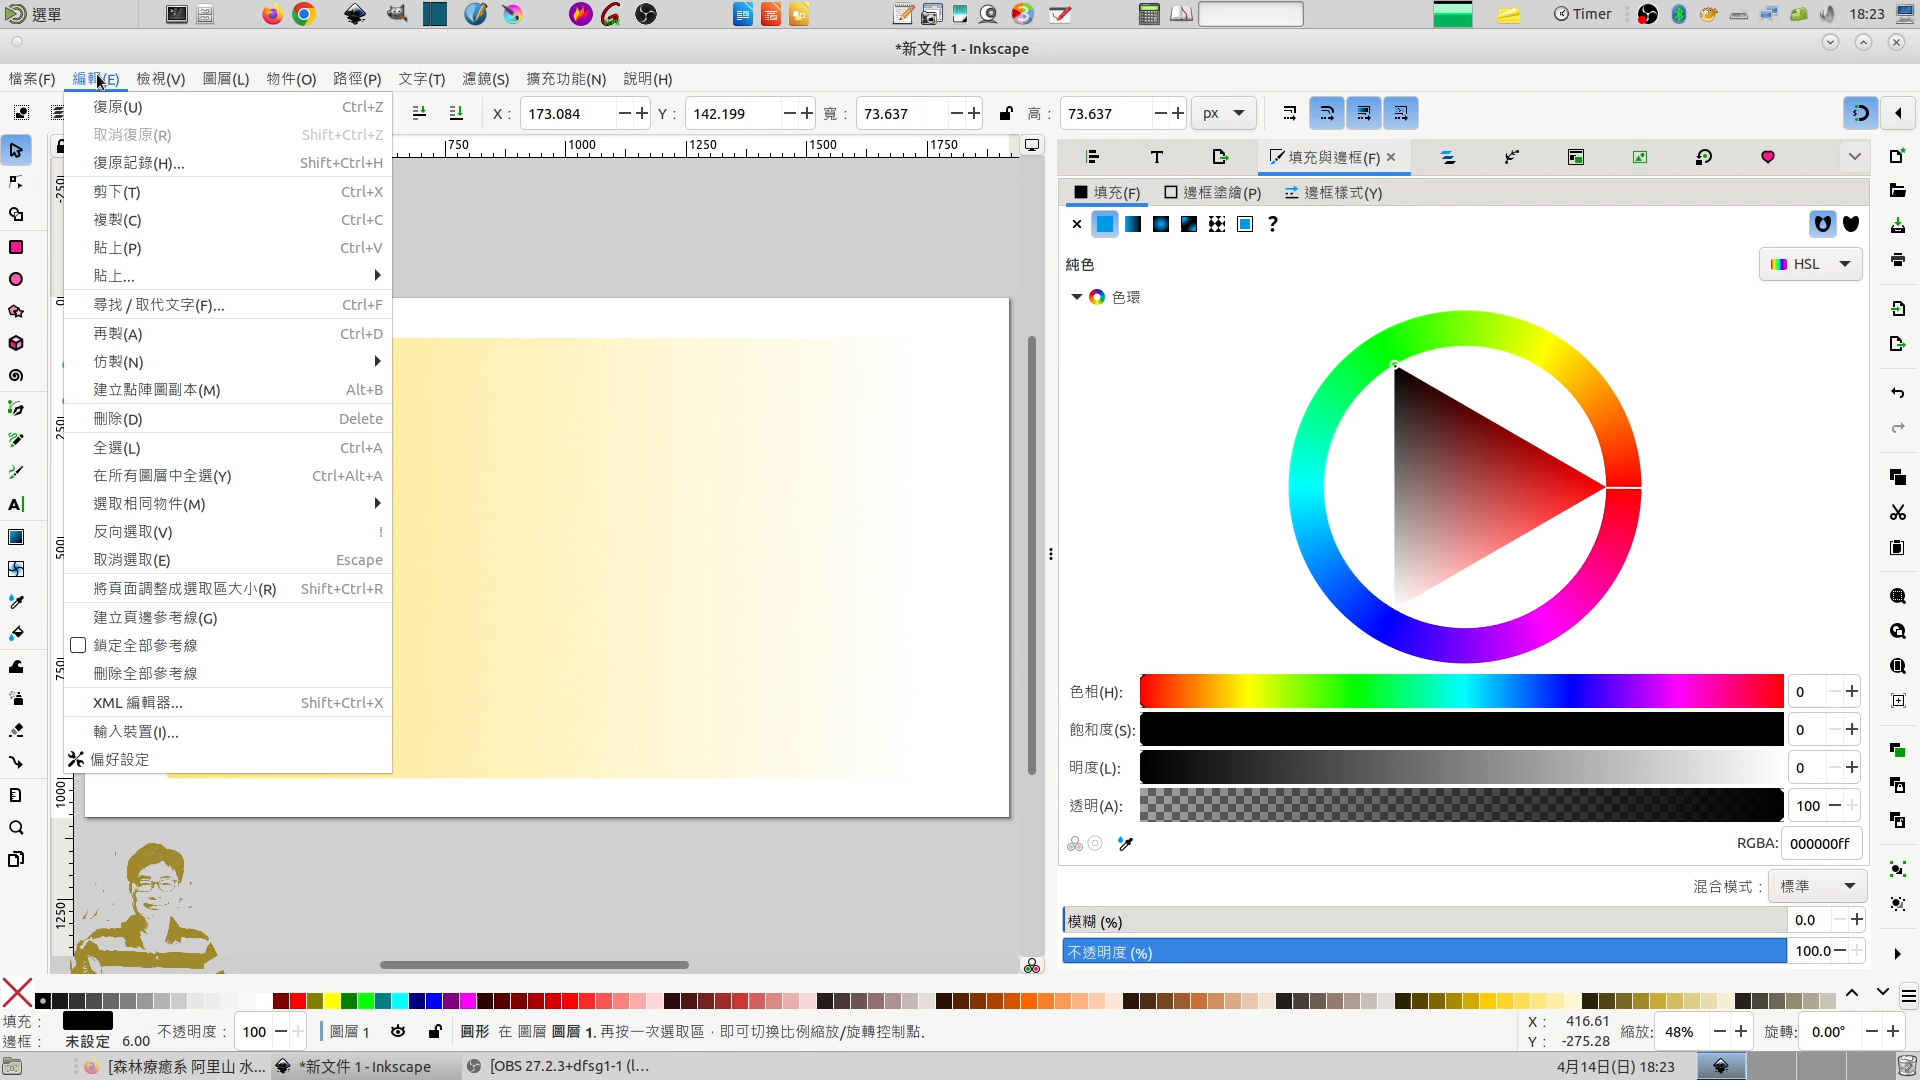 選單
Timer
18:23
*新文件 1 - Inkscape
檔案(F) 編輯(E) 檢視(V) 圖層(L) 物件(O) 路徑(P) 文字(T) 濾鏡(S) 擴充功能(N) 說明(H)
X： 173.084 Y： 142.199 寬： 73.637 高： 73.637 px
復原(U) Ctrl+Z
取消復原(R) Shift+Ctrl+Z
復原記錄(H)... Shift+Ctrl+H
剪下(T) Ctrl+X
複製(C) Ctrl+C
貼上(P) Ctrl+V
貼上...
尋找 / 取代文字(F)... Ctrl+F
再製(A) Ctrl+D
仿製(N)
建立點陣圖副本(M) Alt+B
刪除(D) Delete
全選(L) Ctrl+A
在所有圖層中全選(Y) Ctrl+Alt+A
選取相同物件(M)
反向選取(V) !
取消選取(E) Escape
將頁面調整成選取區大小(R) Shift+Ctrl+R
建立頁邊參考線(G)
鎖定全部參考線
刪除全部參考線
XML 編輯器... Shift+Ctrl+X
輸入裝置(I)...
偏好設定
750 1000 1250 1500 1750
-250
0
250
500
750
1000
1250
填充與邊框(F)
填充(F) 邊框塗繪(P) 邊框樣式(Y)
純色
HSL
色環
色相(H): 0
飽和度(S): 0
明度(L): 0
透明(A): 100
RGBA: 000000ff
混合模式： 標準
模糊 (%) 0.0
不透明度 (%) 100.0
填充：
邊框： 未設定 6.00
不透明度： 100
圖層 1
圓形 在 圖層 圖層 1. 再按一次選取區，即可切換比例縮放/旋轉控制點.
X： 416.61
Y： -275.28
縮放: 48%
旋轉: 0.00°
[森林療癒系 阿里山 水...
*新文件 1 - Inkscape
[OBS 27.2.3+dfsg1-1 (l...
4月14日(日) 18:23